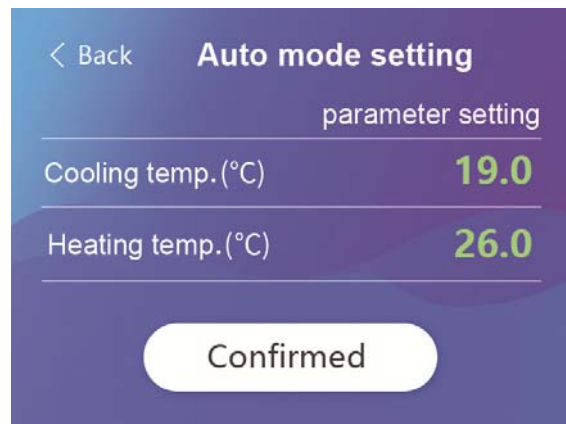 < Back Auto mode setting
parameter setting
Cooling temp.(°C) 19.0
Heating temp.(°C) 26.0
Confirmed